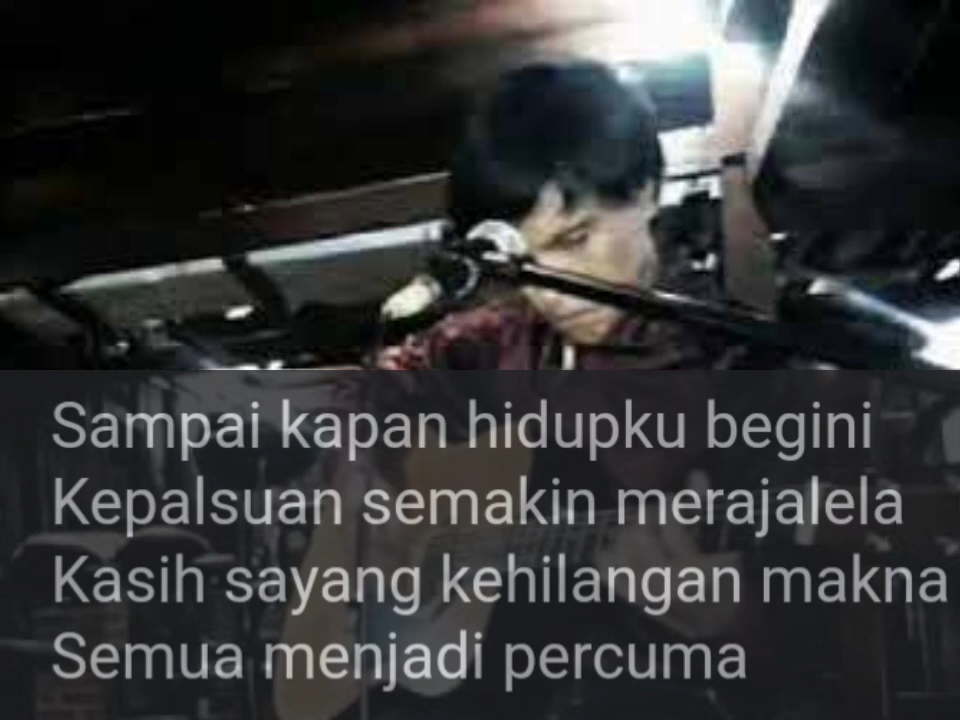 Sampai kapan hidupku begini
Kepalsuan semakin merajalela
Kasih sayang kehilangan makna
Semua menjadi percuma